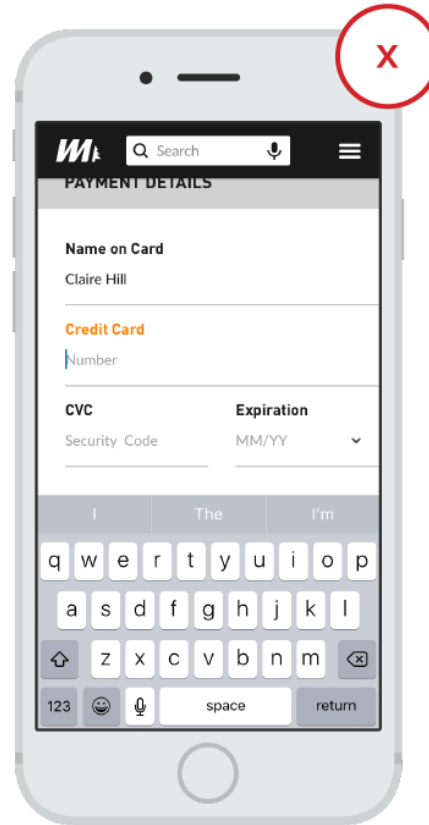 X
M
Search
PAYMENT DETAILS
Name on Card
Claire Hill
Credit Card
Number
CVC Expiration
Security Code MM/YY
I The I'm
q w e r t y u i o p
a s d f g h j k l
z x c v b n m
123 space return